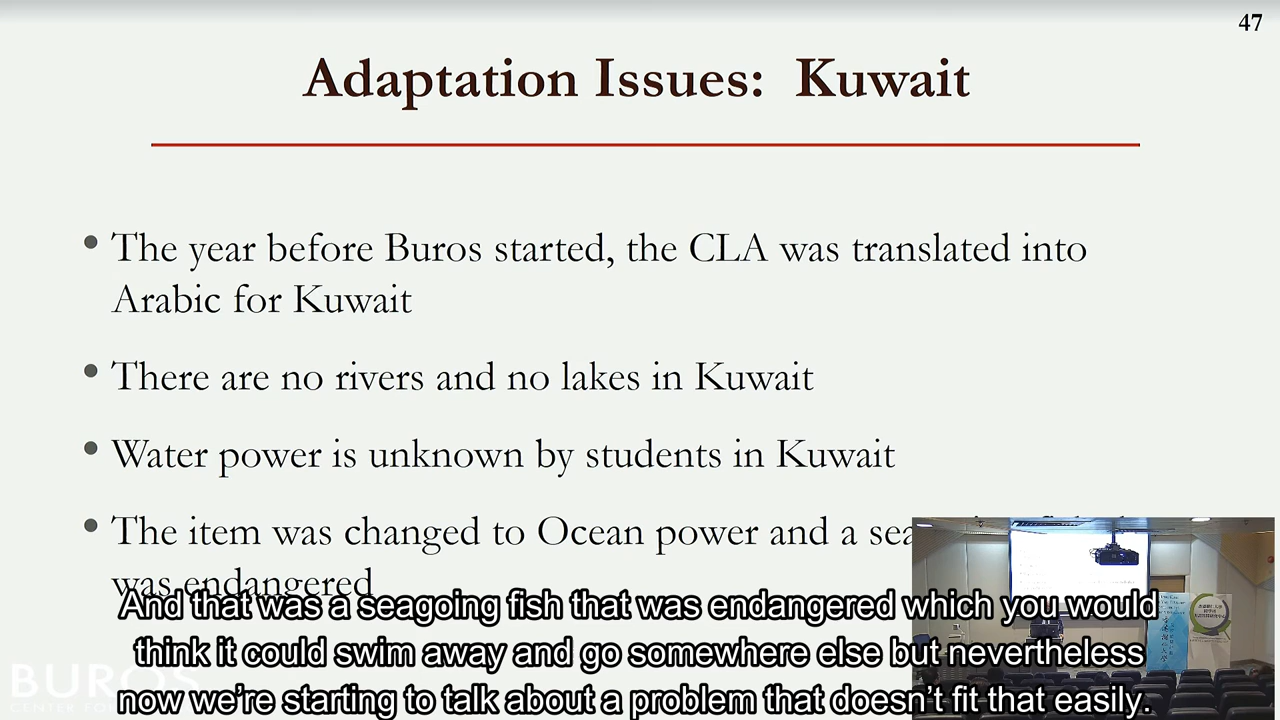 47
Adaptation Issues: Kuwait
• The year before Buros started, the CLA was translated into
Arabic for Kuwait
• There are no rivers and no lakes in Kuwait
• Water power is unknown by students in Kuwait
• The item was changed to Ocean power and a sea
was endangered
And that was a seagoing fish that was endangered which you would
think it could swim away and go somewhere else but nevertheless
now we're starting to talk about a problem that doesn't fit that easily.
BUROS
CENTER FOR